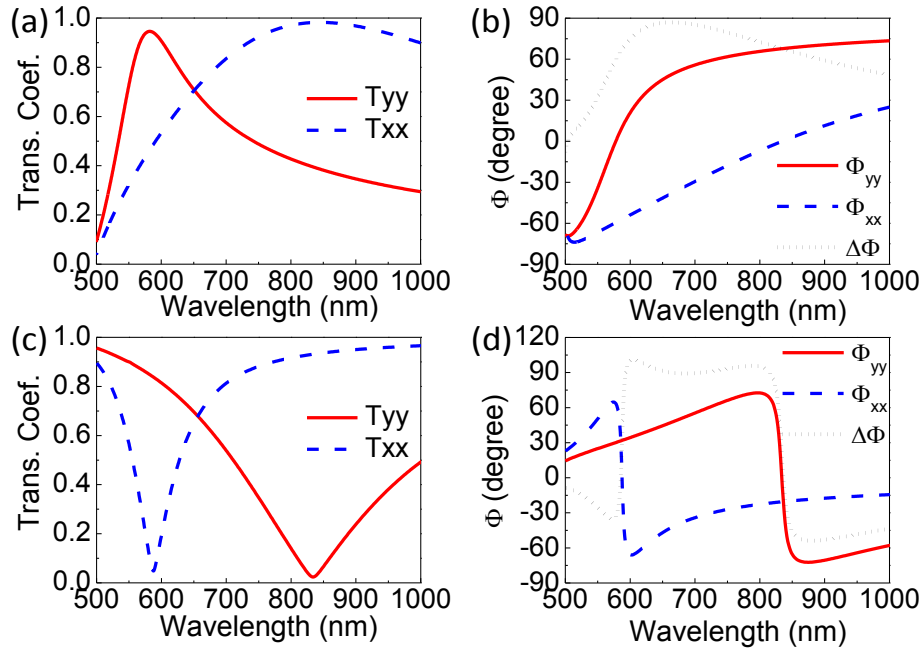 (a)
1.0
0.8
0.6
0.4
0.2
0.0
Trans. Coef.
Tyy
Txx
500 600 700 800 900 1000
Wavelength (nm)
(b)
90
60
30
0
-30
-60
-90
Φ (degree)
Φyy
Φxx
ΔΦ
500 600 700 800 900 1000
Wavelength (nm)
(c)
1.0
0.8
0.6
0.4
0.2
0.0
Trans. Coef.
Tyy
Txx
500 600 700 800 900 1000
Wavelength (nm)
(d)
120
90
60
30
0
-30
-60
-90
Φ (degree)
Φyy
Φxx
ΔΦ
500 600 700 800 900 1000
Wavelength (nm)